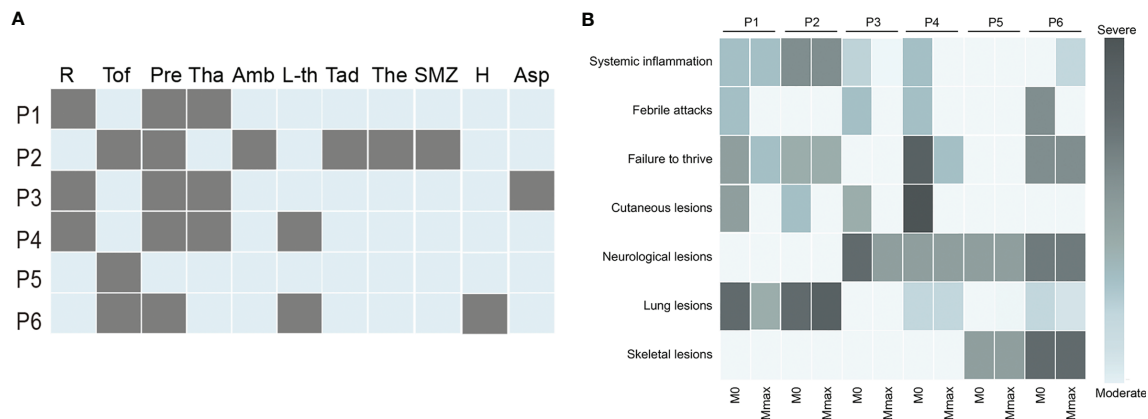 A
R Tof Pre Tha Amb L-th Tad The SMZ H Asp
P1
P2
P3
P4
P5
P6
B
P1 P2 P3 P4 P5 P6
Severe
Systemic inflammation
Febrile attacks
Failure to thrive
Cutaneous lesions
Neurological lesions
Lung lesions
Skeletal lesions
Moderate
M0 Mmax M0 Mmax M0 Mmax M0 Mmax M0 Mmax M0 Mmax